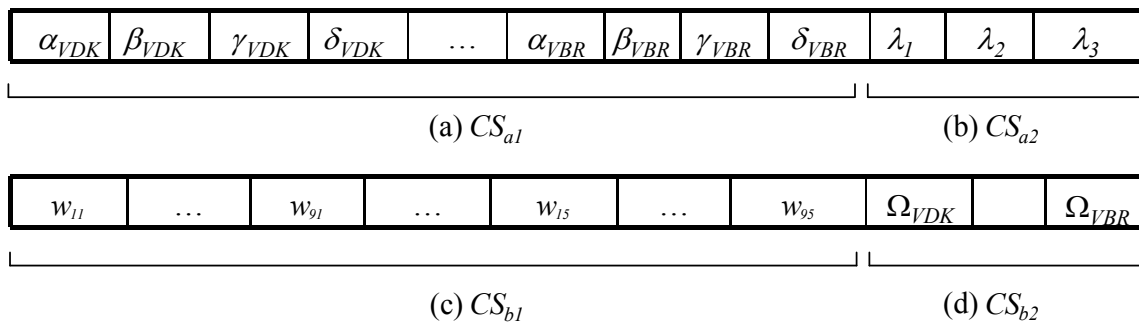 α_VDK β_VDK γ_VDK δ_VDK … α_VBR β_VBR γ_VBR δ_VBR λ_1 λ_2 λ_3
(a) CS_a1 (b) CS_a2
w_11 … w_91 … w_15 … w_95 Ω_VDK Ω_VBR
(c) CS_b1 (d) CS_b2